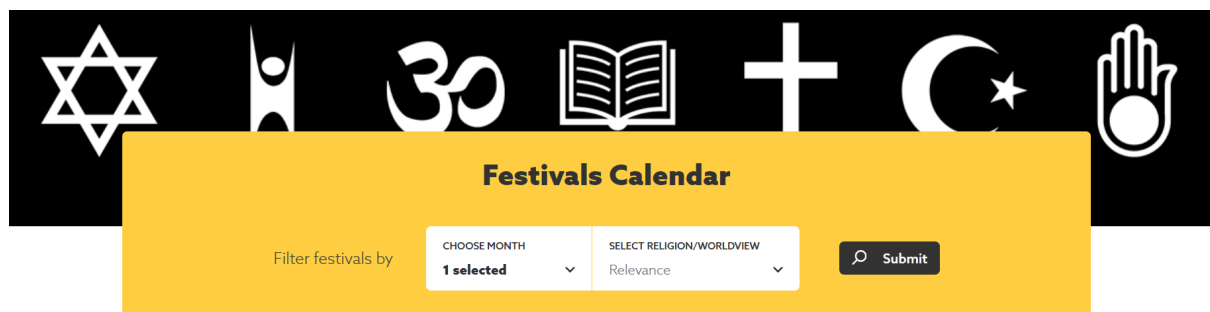 Festivals Calendar
Filter festivals by
CHOOSE MONTH
1 selected
SELECT RELIGION/WORLDVIEW
Relevance
Submit